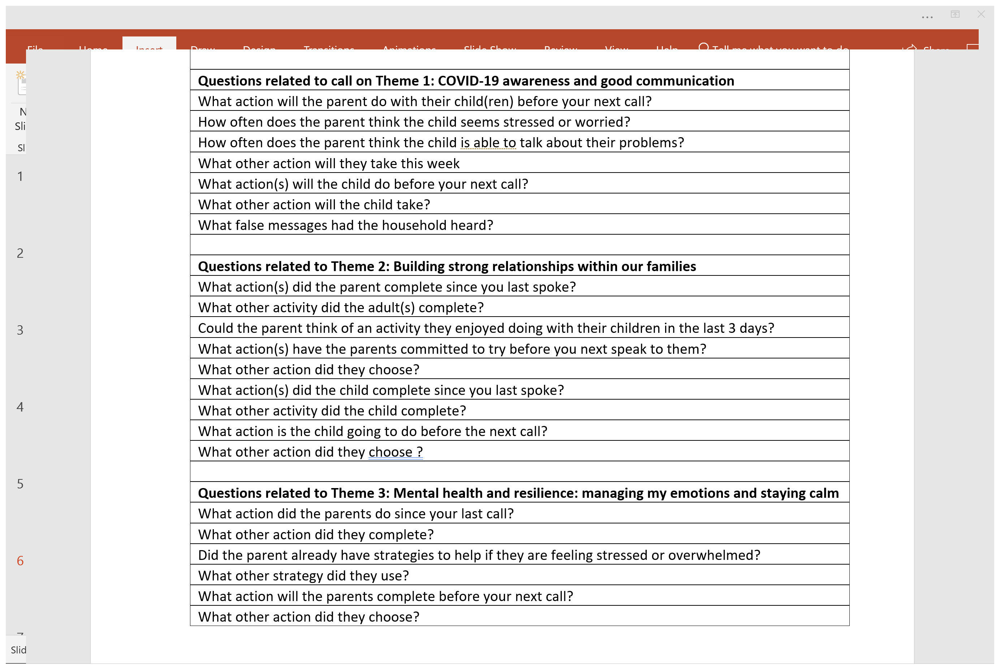 ...
File Home Insert Draw Design Transitions Animations Slide Show Review View Help Tell me what you want to do Share
N
Sli
Sl
1
2
3
4
5
6
7
Slid
Questions related to call on Theme 1: COVID-19 awareness and good communication
What action will the parent do with their child(ren) before your next call?
How often does the parent think the child seems stressed or worried?
How often does the parent think the child is able to talk about their problems?
What other action will they take this week
What action(s) will the child do before your next call?
What other action will the child take?
What false messages had the household heard?
Questions related to Theme 2: Building strong relationships within our families
What action(s) did the parent complete since you last spoke?
What other activity did the adult(s) complete?
Could the parent think of an activity they enjoyed doing with their children in the last 3 days?
What action(s) have the parents committed to try before you next speak to them?
What other action did they choose?
What action(s) did the child complete since you last spoke?
What other activity did the child complete?
What action is the child going to do before the next call?
What other action did they choose ?
Questions related to Theme 3: Mental health and resilience: managing my emotions and staying calm
What action did the parents do since your last call?
What other action did they complete?
Did the parent already have strategies to help if they are feeling stressed or overwhelmed?
What other strategy did they use?
What action will the parents complete before your next call?
What other action did they choose?